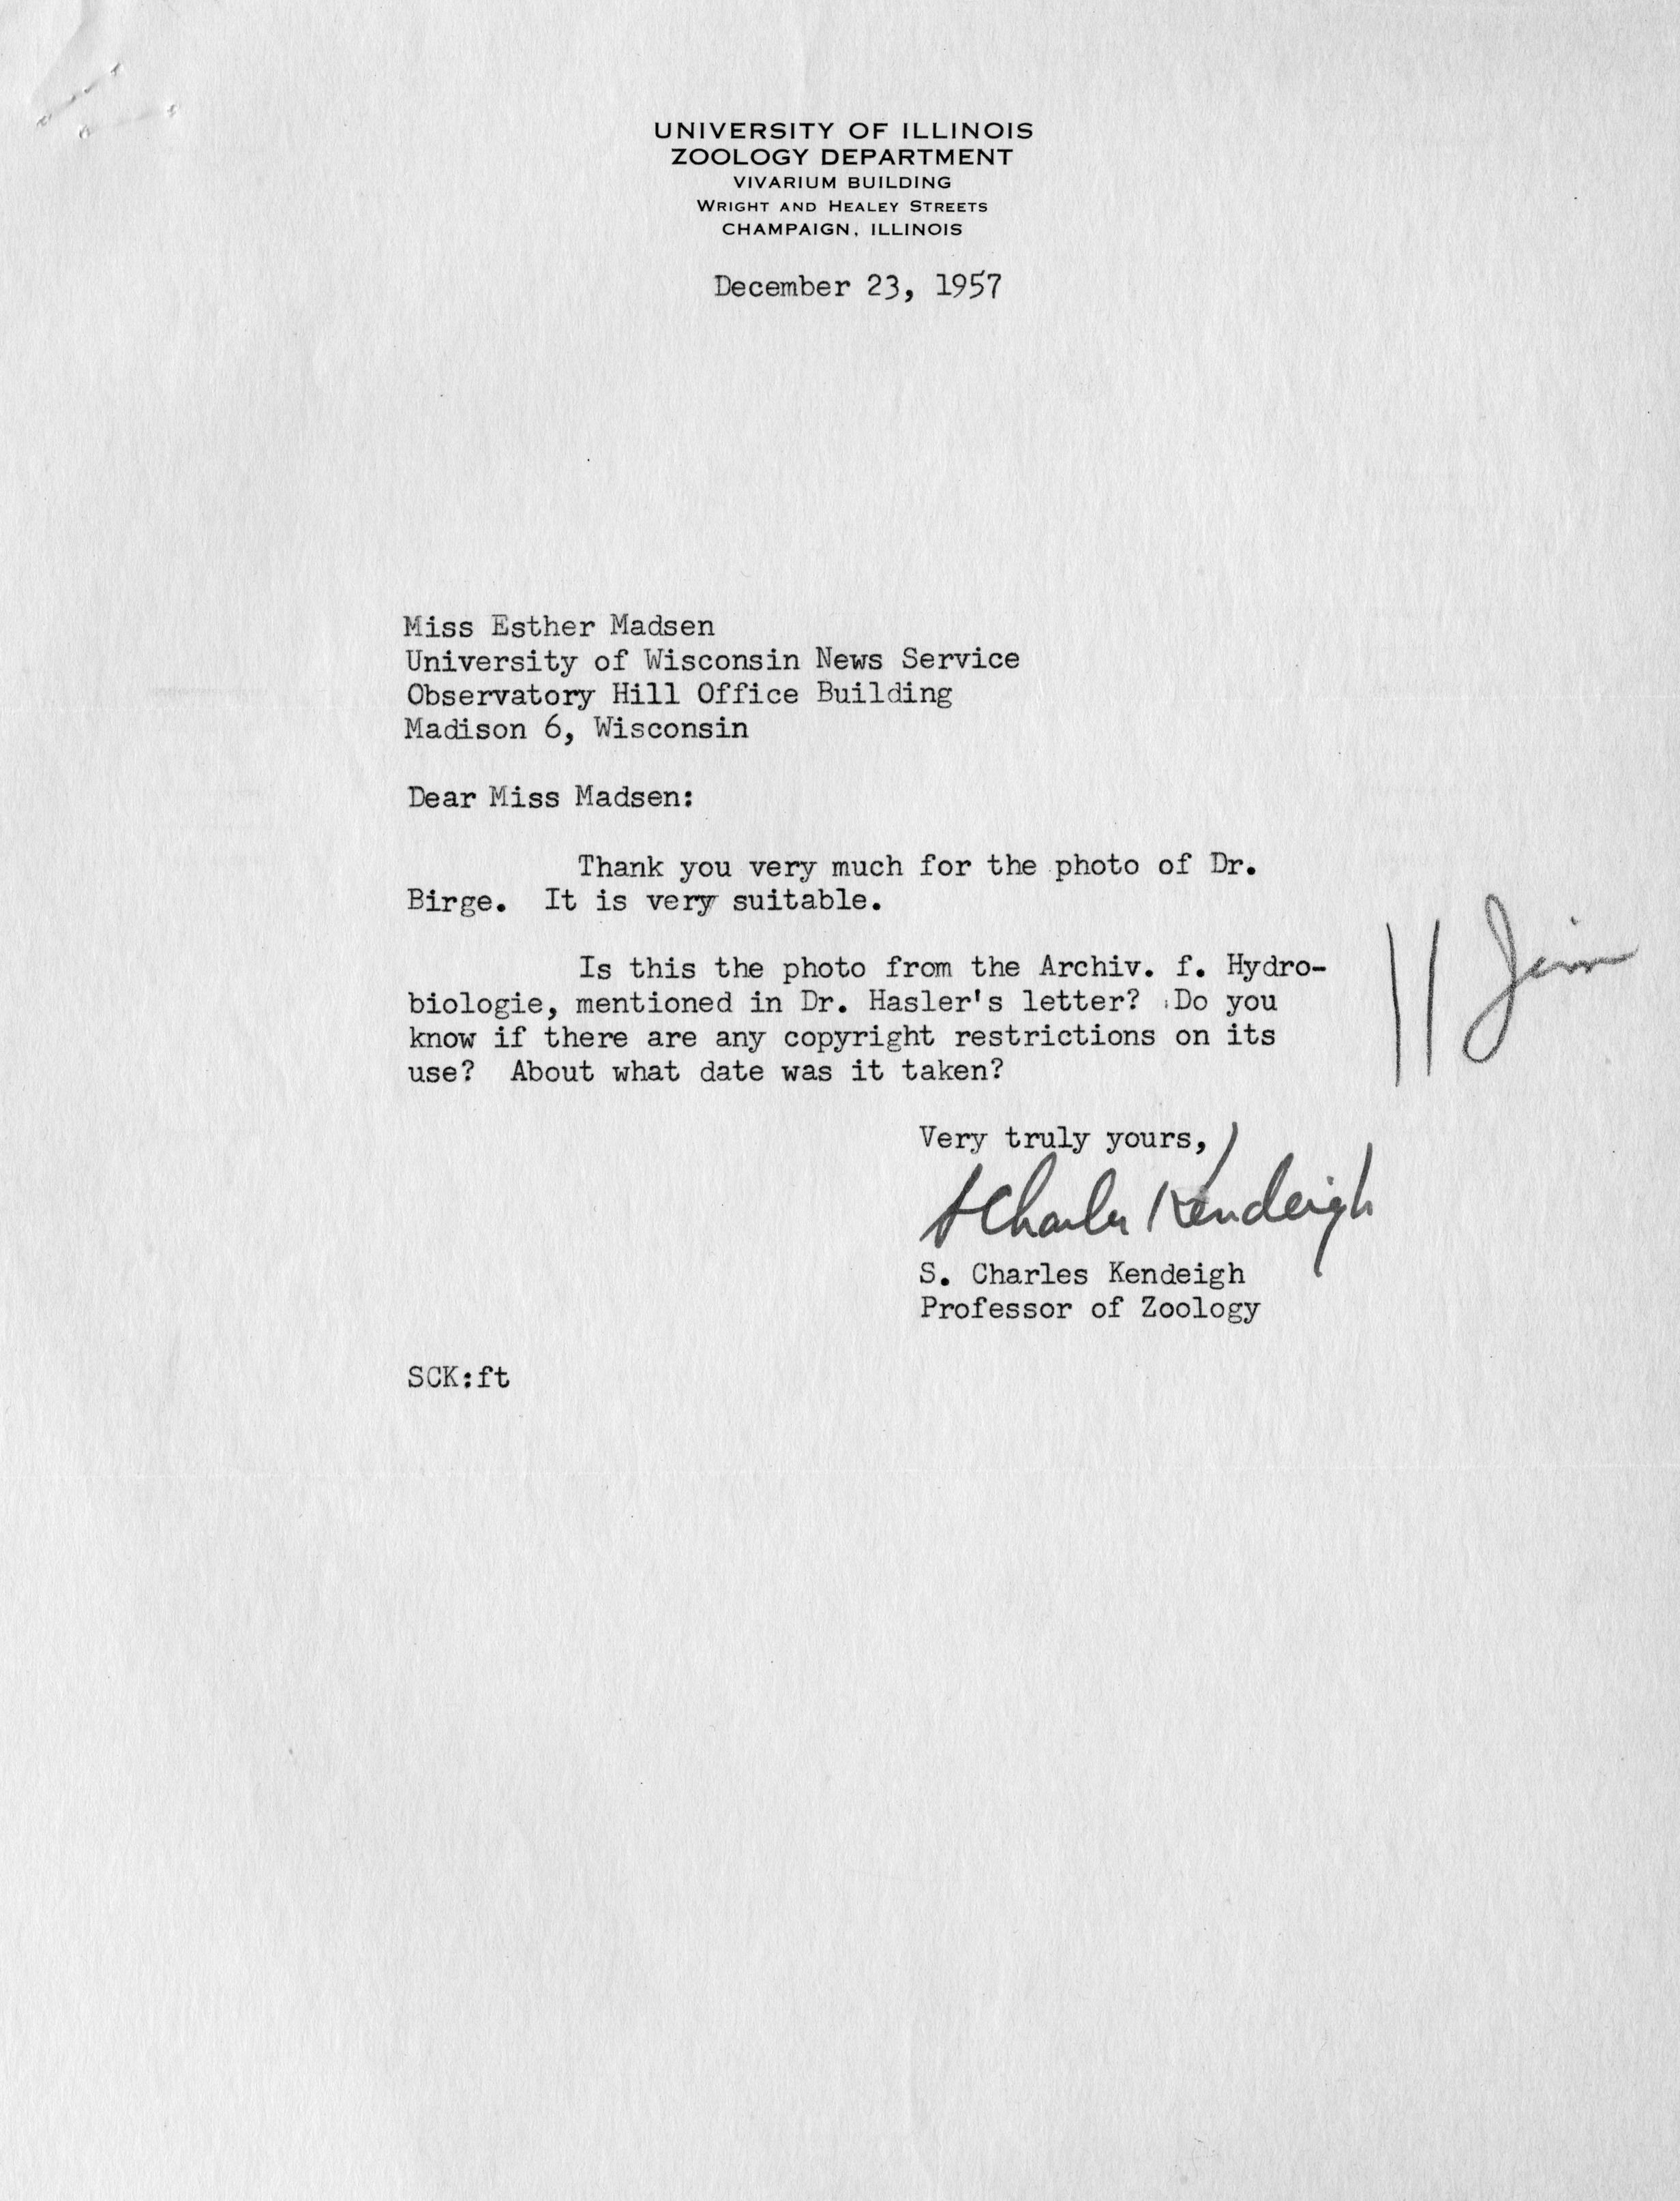 UNIVERSITY OF ILLINOIS
ZOOLOGY DEPARTMENT
VIVARIUM BUILDING
WRIGHT AND HEALEY STREETS
CHAMPAIGN, ILLINOIS
December 23, 1957
Miss Esther Madsen
University of Wisconsin News Service
Observatory Hill Office Building
Madison 6, Wisconsin
Dear Miss Madsen:
Thank you very much for the photo of Dr.
Birge. It is very suitable.
Is this the photo from the Archiv. f. Hydro-
biologie, mentioned in Dr. Hasler's letter? Do you
know if there are any copyright restrictions on its
use? About what date was it taken?
Jim
Very truly yours,
S Charles Kendeigh
S. Charles Kendeigh
Professor of Zoology
SCK:ft